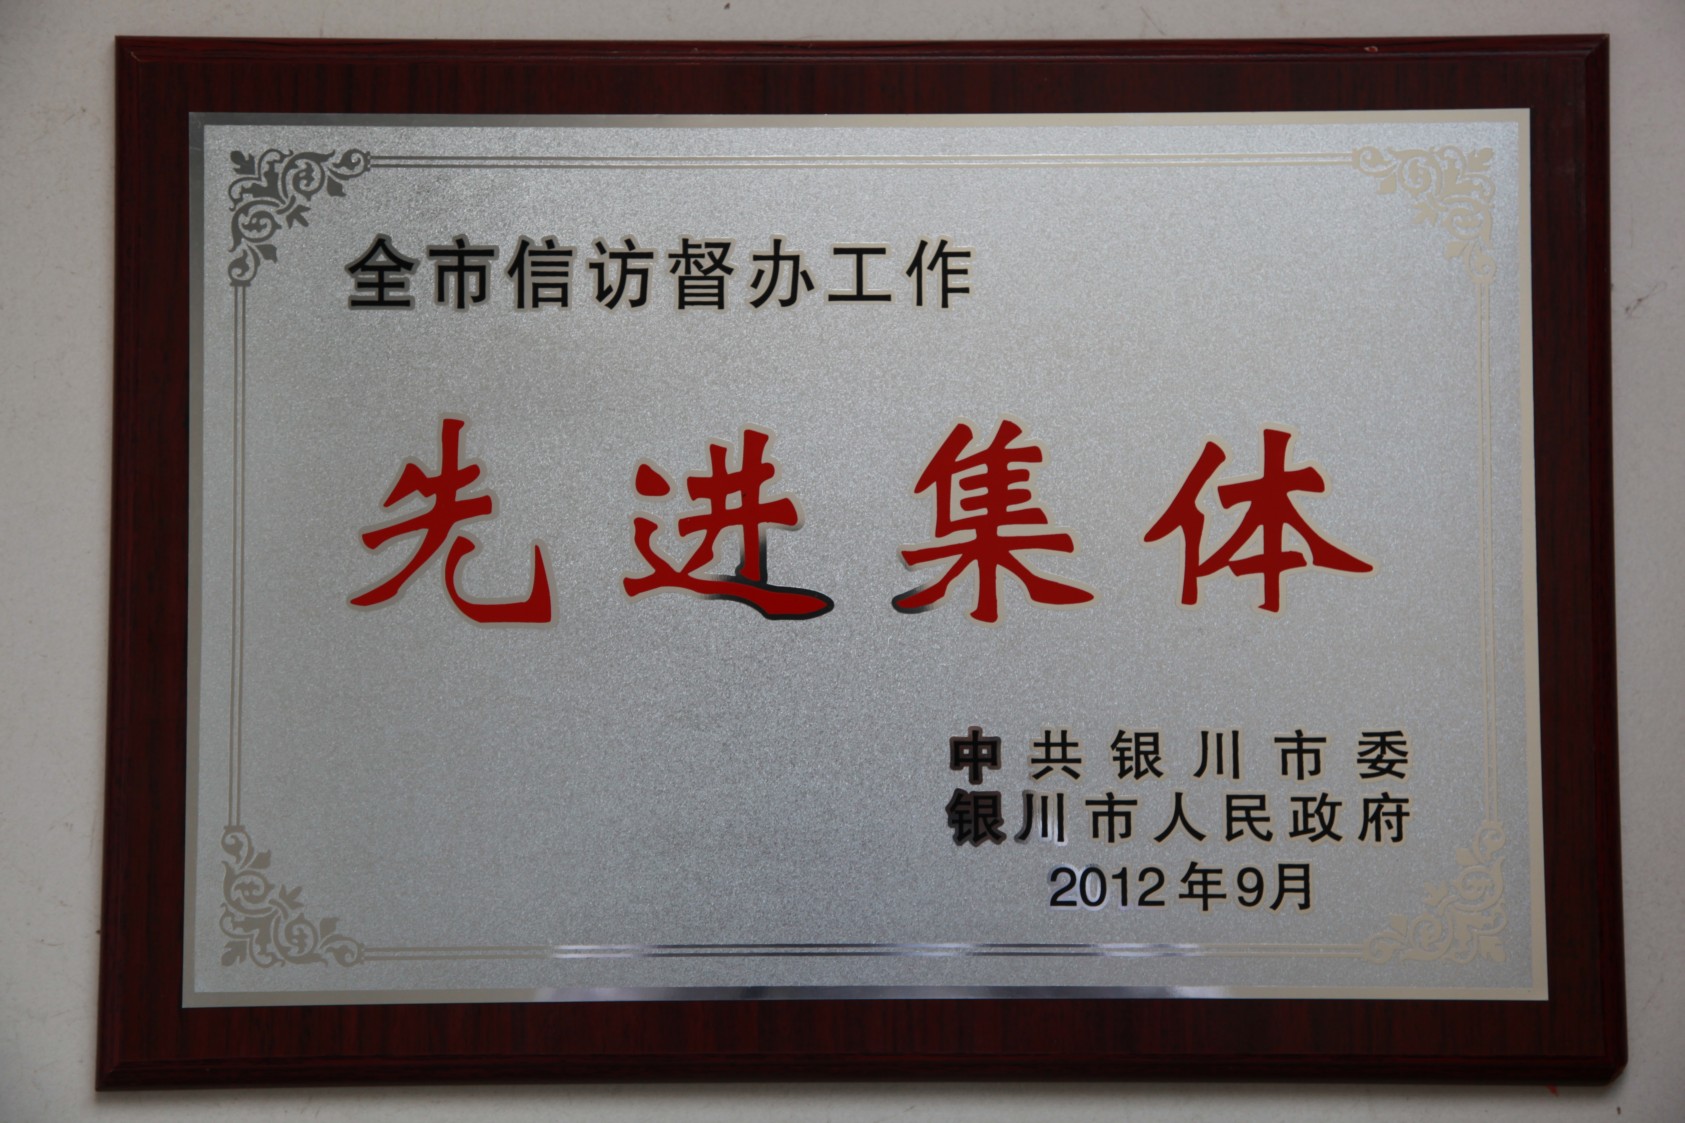 全市信访督办工作
先进集体
中共银川市委
银川市人民政府
2012年9月